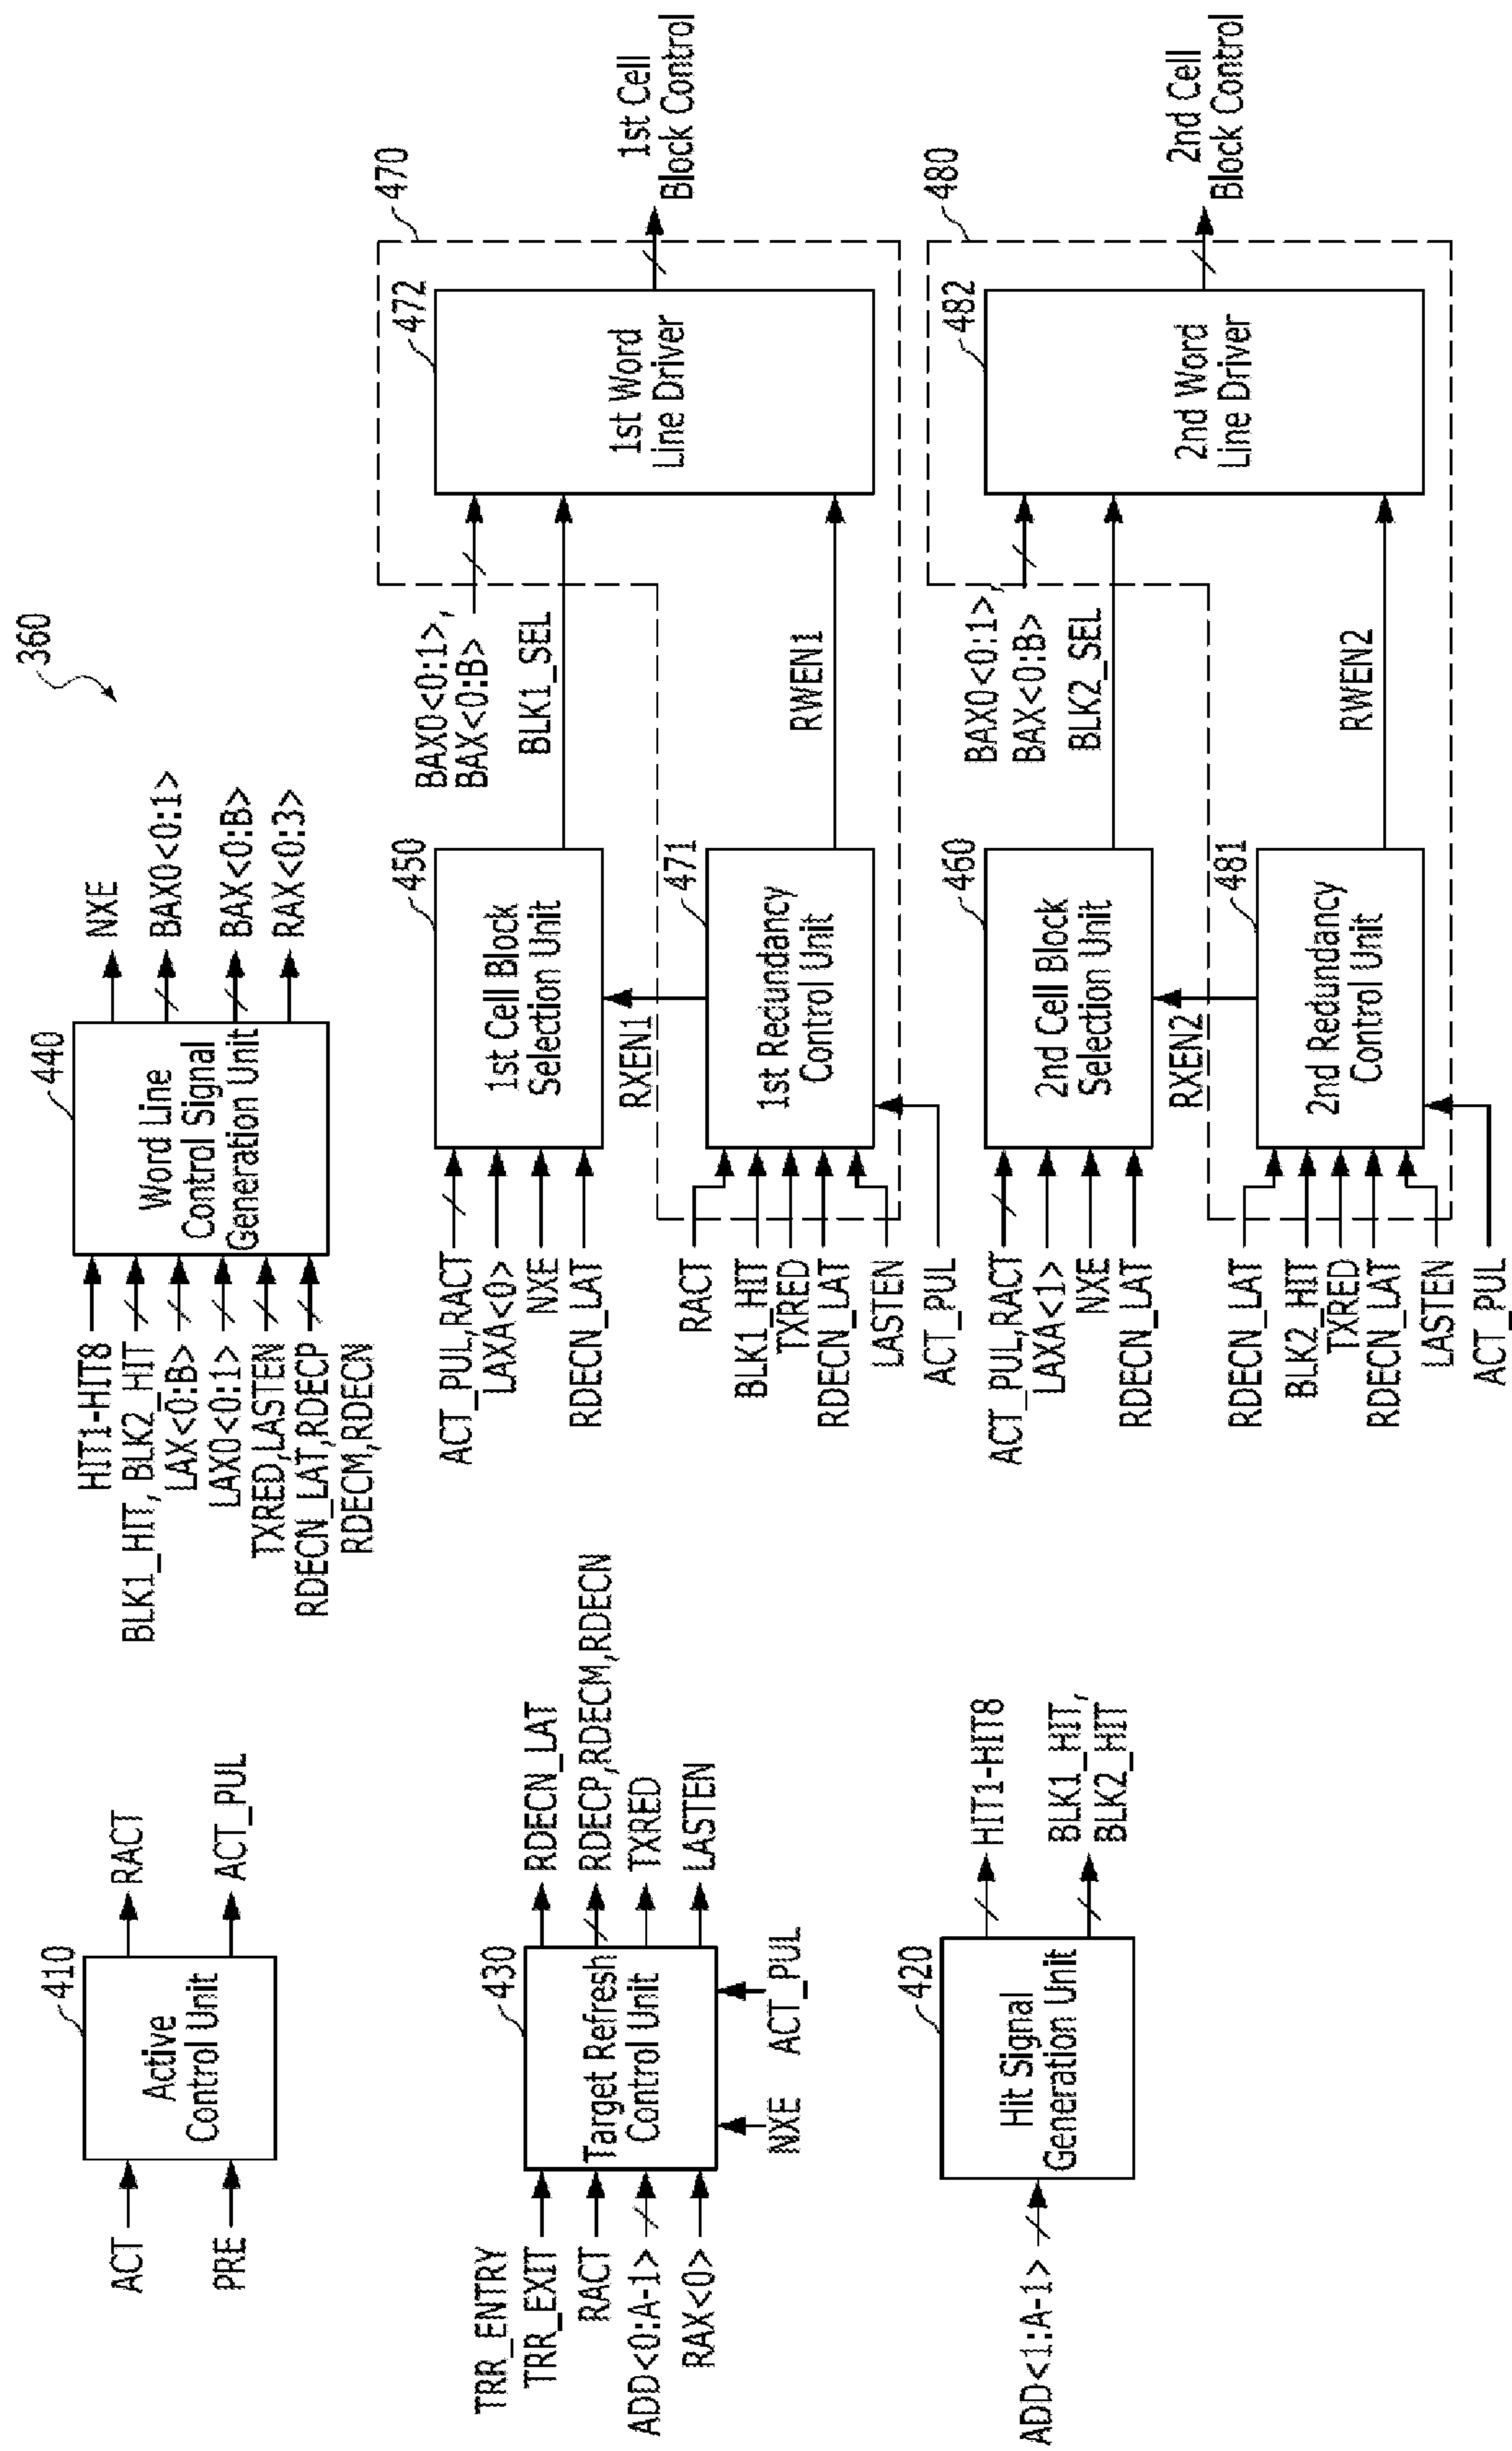 360
ACT
PRE
410
Active
Control Unit
RACT
ACT_PUL
TRR_ENTRY
TRR_EXIT
RACT
ADD<0:A-1>
RAX<0>
430
Target Refresh
Control Unit
NXE
ACT_PUL
RDECN_LAT
RDECP,RDECM,RDECN
TXRED
LASTEN
ADD<1:A-1>
420
Hit Signal
Generation Unit
HIT1-HIT8
BLK1_HIT,
BLK2_HIT
HIT1-HIT8
BLK1_HIT, BLK2_HIT
LAX<0:B>
LAX0<0:1>
TXRED,LASTEN
RDECN_LAT,RDECP
RDECM,RDECN
440
Word Line
Control Signal
Generation Unit
NXE
BAX0<0:1>
BAX<0:B>
RAX<0:3>
ACT_PUL,RACT
LAXA<0>
NXE
RDECN_LAT
450
1st Cell Block
Selection Unit
BAX0<0:1>,
BAX<0:B>
BLK1_SEL
RXEN1
RACT
BLK1_HIT
TXRED
RDECN_LAT
LASTEN
ACT_PUL
471
1st Redundancy
Control Unit
RWEN1
472
1st Word
Line Driver
470
1st Cell
Block Control
ACT_PUL,RACT
LAXA<1>
NXE
RDECN_LAT
460
2nd Cell Block
Selection Unit
BAX0<0:1>,
BAX<0:B>
BLK2_SEL
RXEN2
RDECN_LAT
BLK2_HIT
TXRED
RDECN_LAT
LASTEN
ACT_PUL
481
2nd Redundancy
Control Unit
RWEN2
482
2nd Word
Line Driver
480
2nd Cell
Block Control